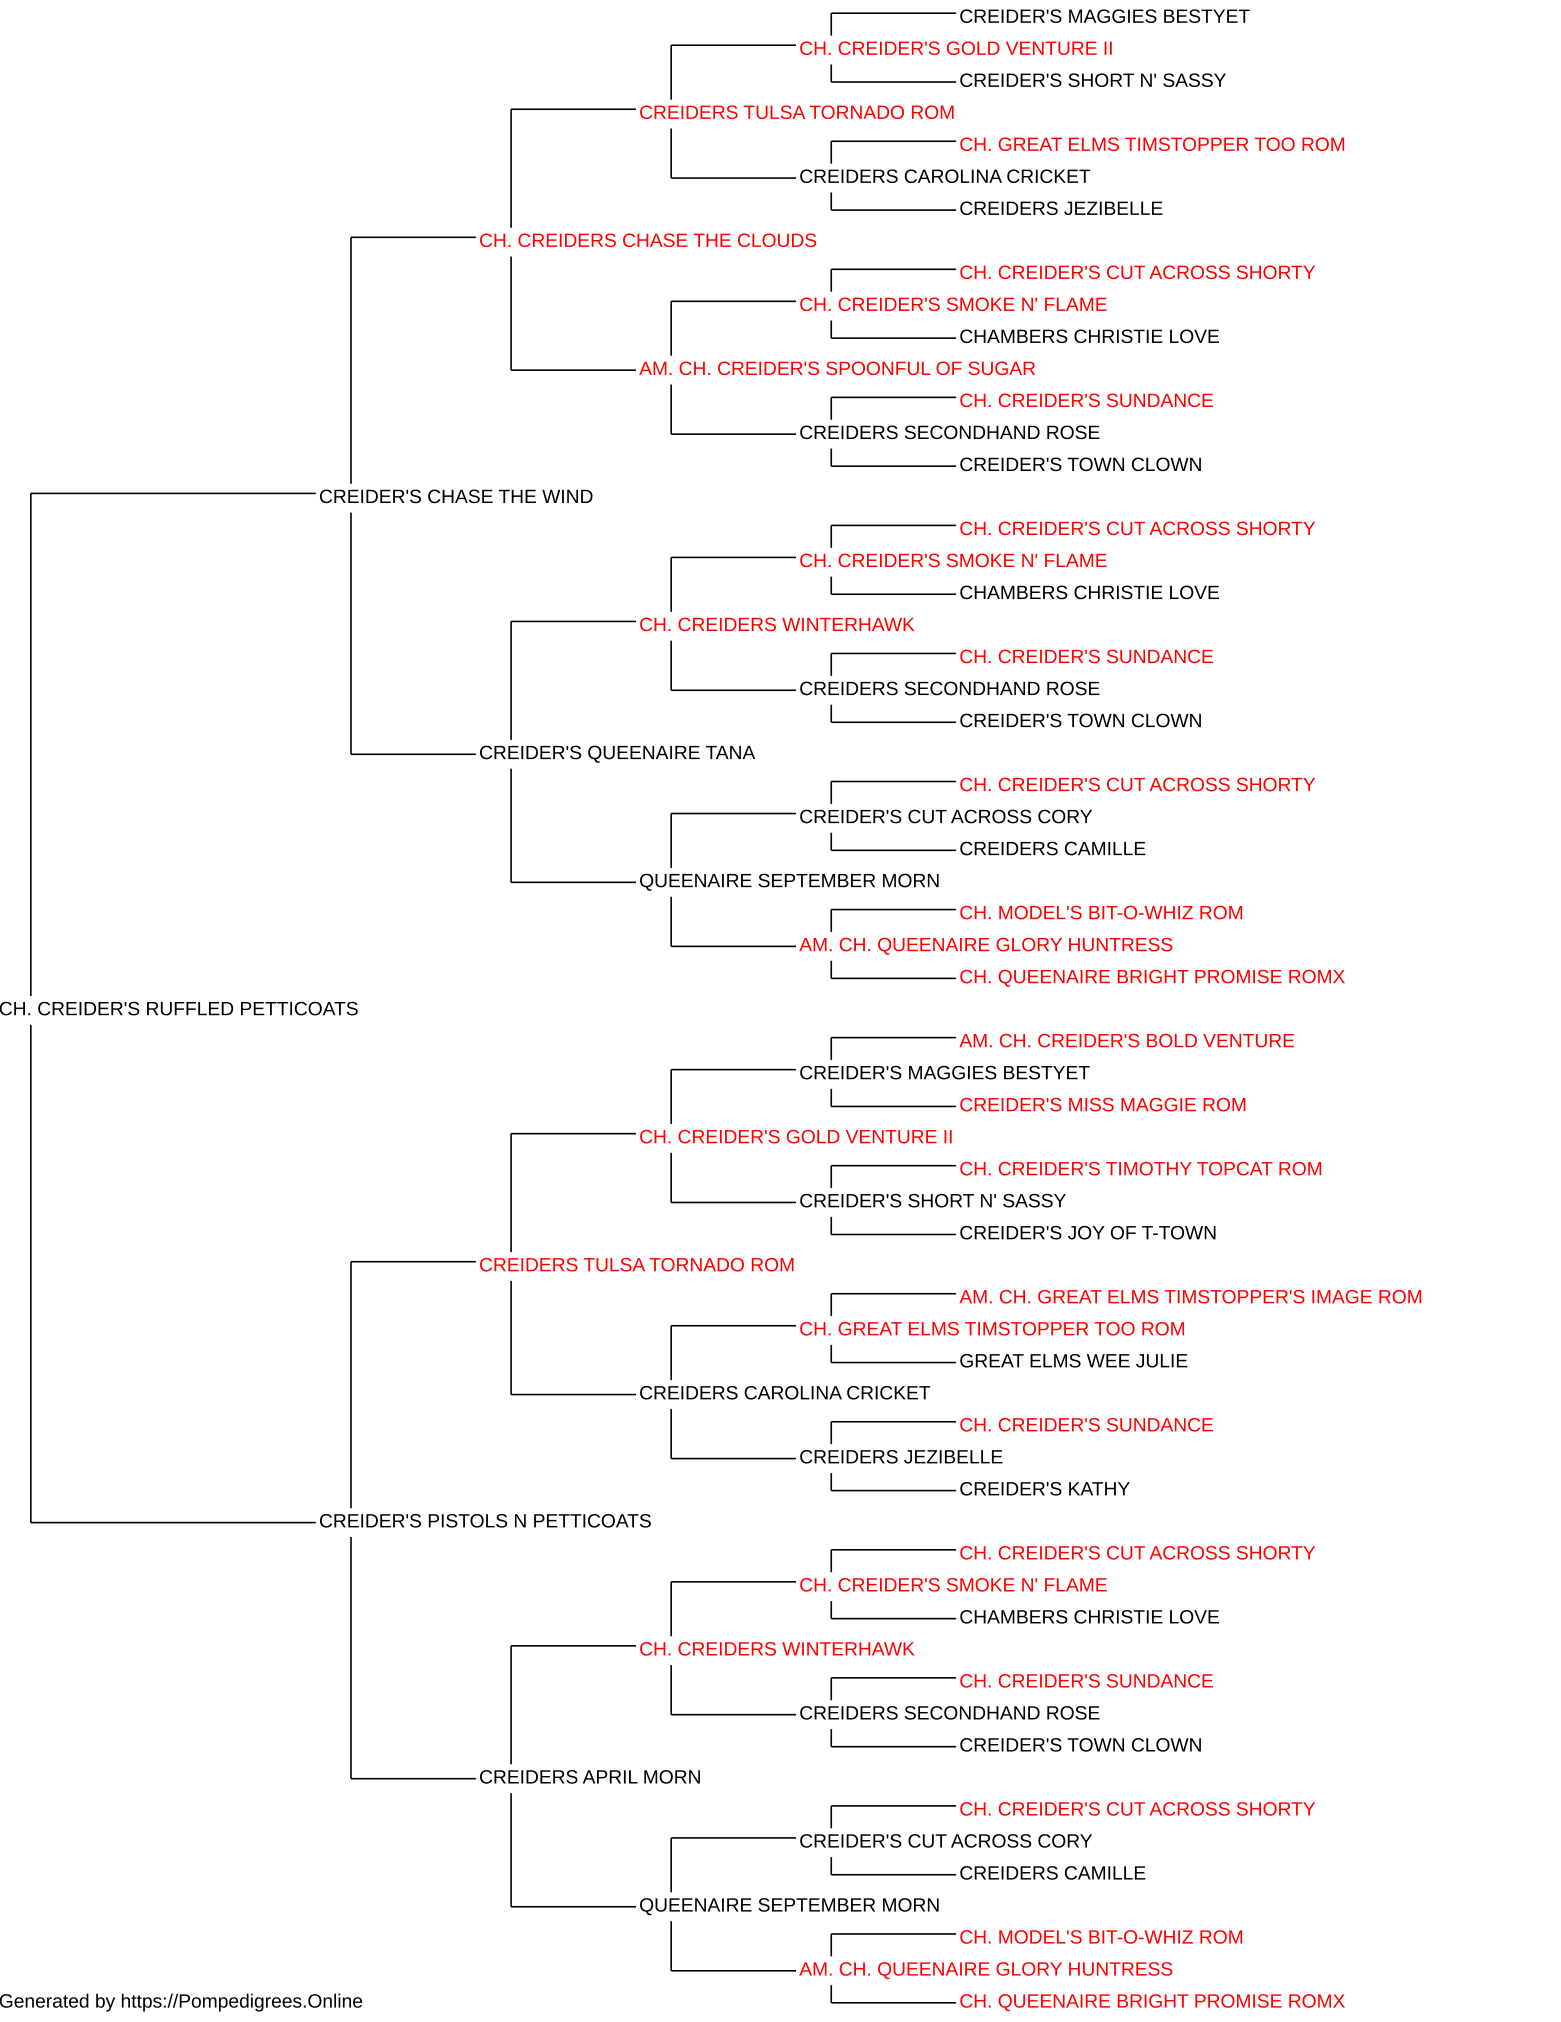 CREIDER'S MAGGIES BESTYET
CH. CREIDER'S GOLD VENTURE II
CREIDER'S SHORT N' SASSY
CREIDERS TULSA TORNADO ROM
CH. GREAT ELMS TIMSTOPPER TOO ROM
CREIDERS CAROLINA CRICKET
CREIDERS JEZIBELLE
CH. CREIDERS CHASE THE CLOUDS
CH. CREIDER'S CUT ACROSS SHORTY
CH. CREIDER'S SMOKE N' FLAME
CHAMBERS CHRISTIE LOVE
AM. CH. CREIDER'S SPOONFUL OF SUGAR
CH. CREIDER'S SUNDANCE
CREIDERS SECONDHAND ROSE
CREIDER'S TOWN CLOWN
CREIDER'S CHASE THE WIND
CH. CREIDER'S CUT ACROSS SHORTY
CH. CREIDER'S SMOKE N' FLAME
CHAMBERS CHRISTIE LOVE
CH. CREIDERS WINTERHAWK
CH. CREIDER'S SUNDANCE
CREIDERS SECONDHAND ROSE
CREIDER'S TOWN CLOWN
CREIDER'S QUEENAIRE TANA
CH. CREIDER'S CUT ACROSS SHORTY
CREIDER'S CUT ACROSS CORY
CREIDERS CAMILLE
QUEENAIRE SEPTEMBER MORN
CH. MODEL'S BIT-O-WHIZ ROM
AM. CH. QUEENAIRE GLORY HUNTRESS
CH. QUEENAIRE BRIGHT PROMISE ROMX
CH. CREIDER'S RUFFLED PETTICOATS
AM. CH. CREIDER'S BOLD VENTURE
CREIDER'S MAGGIES BESTYET
CREIDER'S MISS MAGGIE ROM
CH. CREIDER'S GOLD VENTURE II
CH. CREIDER'S TIMOTHY TOPCAT ROM
CREIDER'S SHORT N' SASSY
CREIDER'S JOY OF T-TOWN
CREIDERS TULSA TORNADO ROM
AM. CH. GREAT ELMS TIMSTOPPER'S IMAGE ROM
CH. GREAT ELMS TIMSTOPPER TOO ROM
GREAT ELMS WEE JULIE
CREIDERS CAROLINA CRICKET
CH. CREIDER'S SUNDANCE
CREIDERS JEZIBELLE
CREIDER'S KATHY
CREIDER'S PISTOLS N PETTICOATS
CH. CREIDER'S CUT ACROSS SHORTY
CH. CREIDER'S SMOKE N' FLAME
CHAMBERS CHRISTIE LOVE
CH. CREIDERS WINTERHAWK
CH. CREIDER'S SUNDANCE
CREIDERS SECONDHAND ROSE
CREIDER'S TOWN CLOWN
CREIDERS APRIL MORN
CH. CREIDER'S CUT ACROSS SHORTY
CREIDER'S CUT ACROSS CORY
CREIDERS CAMILLE
QUEENAIRE SEPTEMBER MORN
CH. MODEL'S BIT-O-WHIZ ROM
AM. CH. QUEENAIRE GLORY HUNTRESS
CH. QUEENAIRE BRIGHT PROMISE ROMX
Generated by https://Pompedigrees.Online